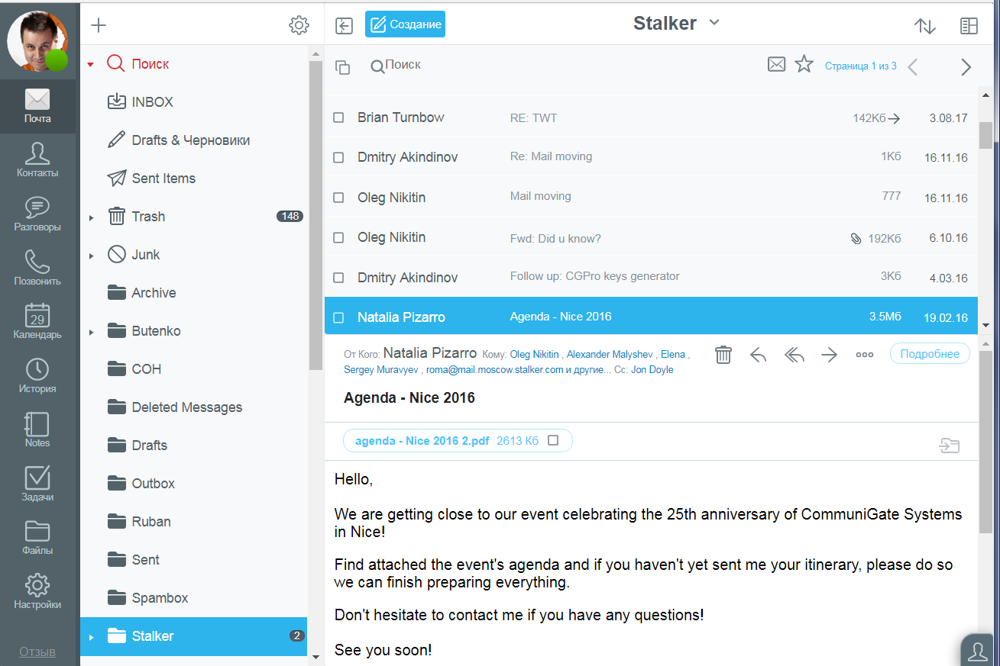 Почта
Контакты
Разговоры
Позвонить
29
Календарь
История
Notes
Задачи
Файлы
Настройки
Отзыв
Поиск
INBOX
Drafts & Черновики
Sent Items
Trash 148
Junk
Archive
Butenko
COH
Deleted Messages
Drafts
Outbox
Ruban
Sent
Spambox
Stalker 2
Создание Stalker
Поиск Страница 1 из 3
Brian Turnbow RE: TWT 142Кб 3.08.17
Dmitry Akindinov Re: Mail moving 1Кб 16.11.16
Oleg Nikitin Mail moving 777 16.11.16
Oleg Nikitin Fwd: Did u know? 192Кб 6.10.16
Dmitry Akindinov Follow up: CGPro keys generator 3Кб 4.03.16
Natalia Pizarro Agenda - Nice 2016 3.5Мб 19.02.16
От Кого: Natalia Pizarro Кому: Oleg Nikitin , Alexander Malyshev , Elena , Подробнее
Sergey Muravyev , roma@mail.moscow.stalker.com и другие... Cc: Jon Doyle
Agenda - Nice 2016
agenda - Nice 2016 2.pdf 2613 Кб
Hello,
We are getting close to our event celebrating the 25th anniversary of CommuniGate Systems
in Nice!
Find attached the event's agenda and if you haven't yet sent me your itinerary, please do so
we can finish preparing everything.
Don't hesitate to contact me if you have any questions!
See you soon!